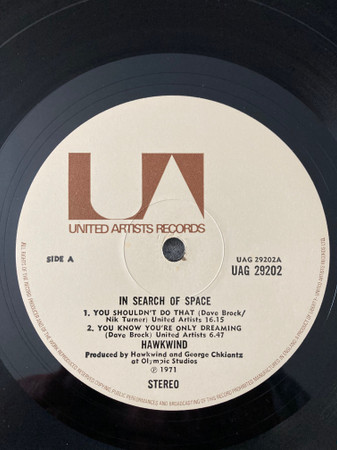 UA
UNITED ARTISTS RECORDS
SIDE A
UAG 29202A
UAG 29202
IN SEARCH OF SPACE
1. YOU SHOULDN'T DO THAT (Dave Brock/
Nik Turner) United Artists 16.15
2. YOU KNOW YOU'RE ONLY DREAMING
(Dave Brock) United Artists 6.47
HAWKWIND
Produced by Hawkwind and George Chkiantz
at Olympic Studios
℗ 1971
STEREO